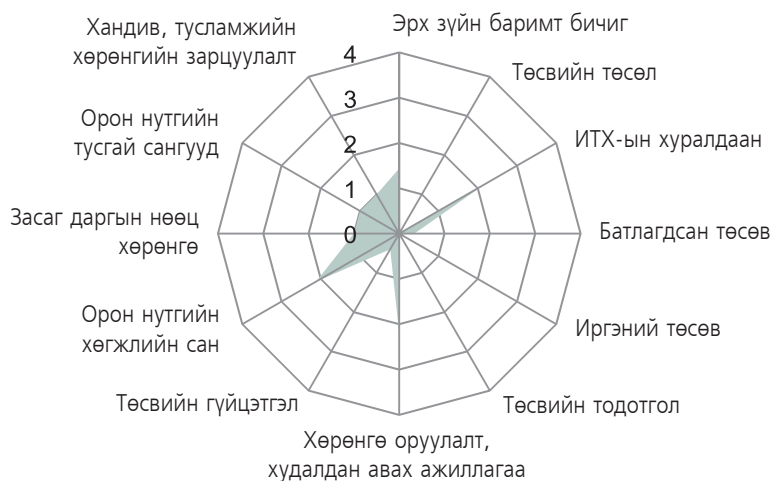 Эрх зүйн баримт бичиг
Төсвийн төсөл
ИТХ-ын хуралдаан
Батлагдсан төсөв
Иргэний төсөв
Төсвийн тодотгол
Хөрөнгө оруулалт,
худалдан авах ажиллагаа
Төсвийн гүйцэтгэл
Орон нутгийн
хөгжлийн сан
Засаг даргын нөөц
хөрөнгө
Орон нутгийн
тусгай сангууд
Хандив, тусламжийн
хөрөнгийн зарцуулалт
4
3
2
1
0